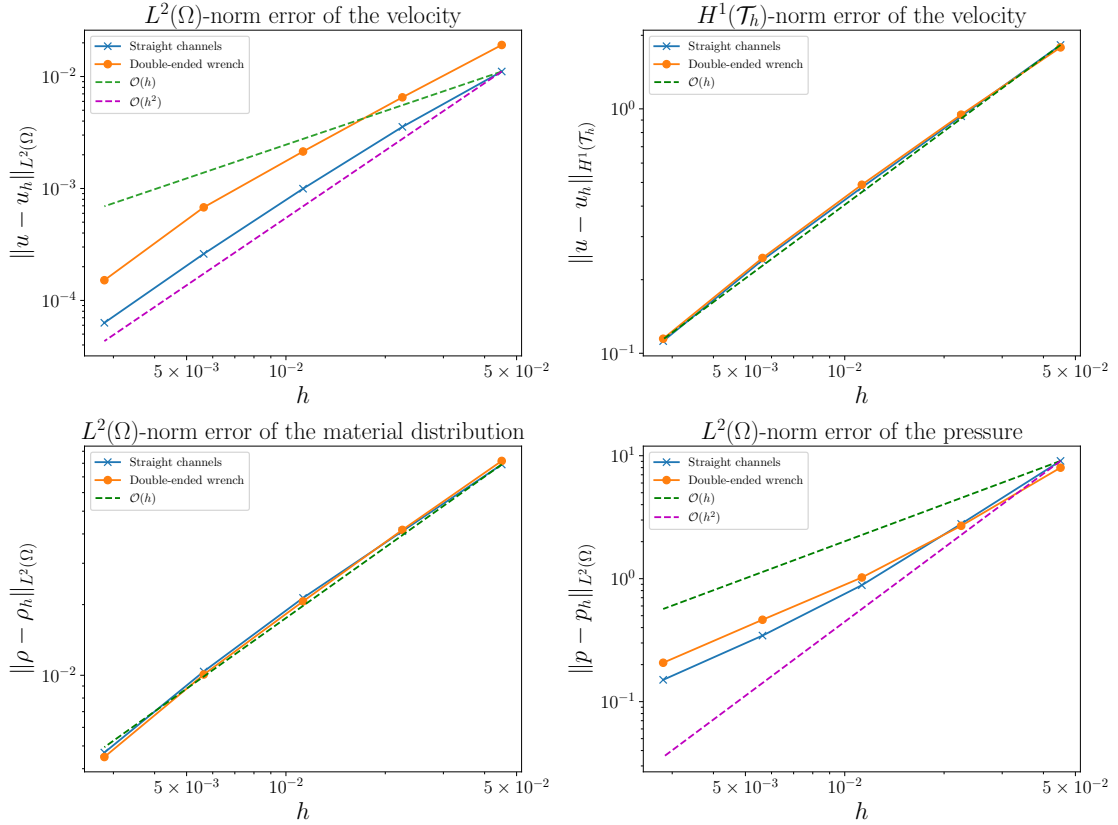 L²(Ω)-norm error of the velocity
Straight channels
Double-ended wrench
𝒪(h)
𝒪(h²)
10⁻²
10⁻³
10⁻⁴
||u − u_h||_{L²(Ω)}
5 × 10⁻³
10⁻²
5 × 10⁻²
h
H¹(𝒯_h)-norm error of the velocity
Straight channels
Double-ended wrench
𝒪(h)
10⁰
10⁻¹
||u − u_h||_{H¹(𝒯_h)}
5 × 10⁻³
10⁻²
5 × 10⁻²
h
L²(Ω)-norm error of the material distribution
Straight channels
Double-ended wrench
𝒪(h)
10⁻²
||ρ − ρ_h||_{L²(Ω)}
5 × 10⁻³
10⁻²
5 × 10⁻²
h
L²(Ω)-norm error of the pressure
Straight channels
Double-ended wrench
𝒪(h)
𝒪(h²)
10¹
10⁰
10⁻¹
||p − p_h||_{L²(Ω)}
5 × 10⁻³
10⁻²
5 × 10⁻²
h